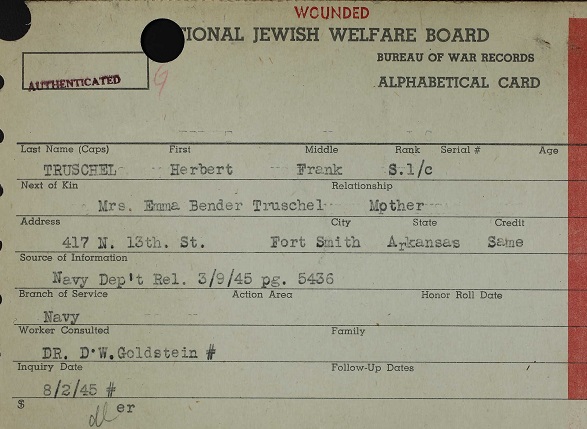 WOUNDED
TIONAL JEWISH WELFARE BOARD
BUREAU OF WAR RECORDS
AUTHENTICATED
ALPHABETICAL CARD
Last Name (Caps) First Middle Rank Serial # Age
TRUSCHEL Herbert Frank S.1/c
Next of Kin Relationship
Mrs. Emma Bender Truschel Mother
Address City State Credit
417 N. 13th. St. Fort Smith Arkansas Same
Source of Information
Navy Dep't Rel. 3/9/45 pg. 5436
Branch of Service Action Area Honor Roll Date
Navy
Worker Consulted Family
DR. D.W.Goldstein #
Inquiry Date Follow-Up Dates
8/2/45 #
$ er